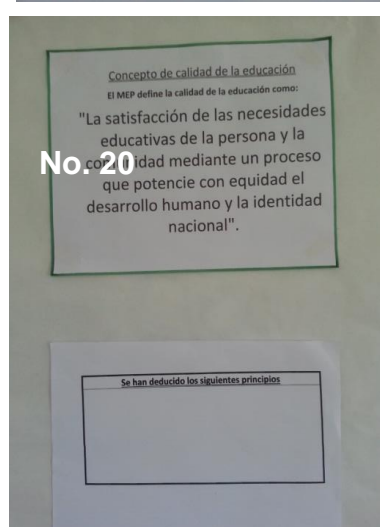 Concepto de calidad de la educación
El MEP define la calidad de la educación como:
"La satisfacción de las necesidades
educativas de la persona y la
No. 20
idad mediante un proceso
que potencie con equidad el
desarrollo humano y la identidad
nacional".
Se han deducido los siguientes principios